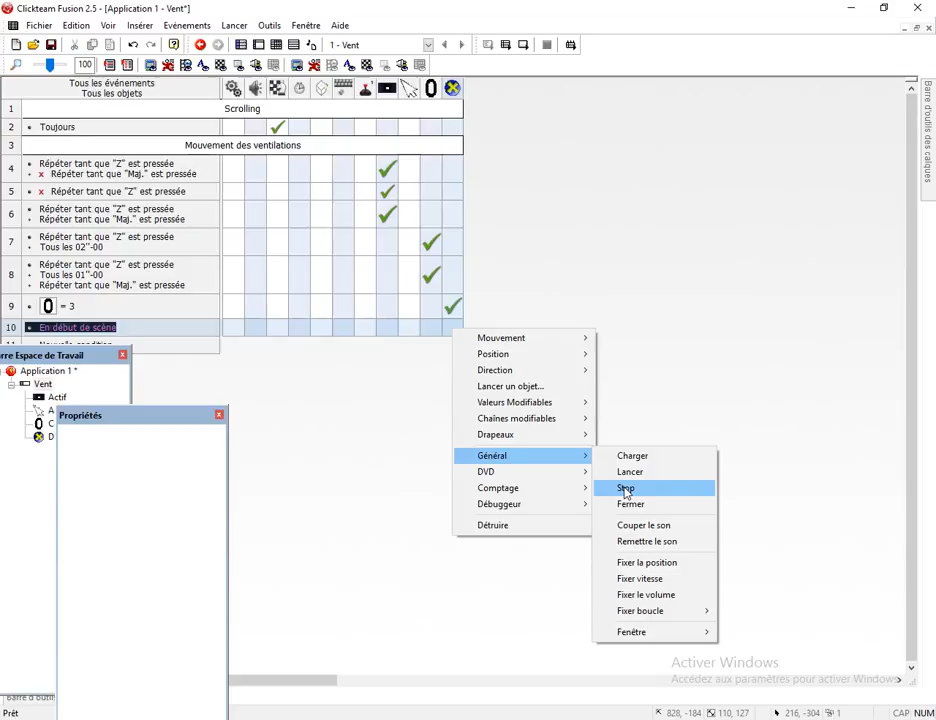 Clickteam Fusion 2.5 - [Application 1 - Vent*]
Fichier Edition Voir Insérer Evénements Lancer Outils Fenêtre Aide
1 - Vent
100
Tous les événements
Tous les objets
1 Scrolling
2 • Toujours
3 Mouvement des ventilations
4 • Répéter tant que "Z" est pressée
• x Répéter tant que "Maj." est pressée
5 • x Répéter tant que "Z" est pressée
6 • Répéter tant que "Z" est pressée
• Répéter tant que "Maj." est pressée
7 • Répéter tant que "Z" est pressée
• Tous les 02"-00
8 • Répéter tant que "Z" est pressée
• Tous les 01"-00
• Répéter tant que "Maj." est pressée
9 • 0 = 3
10 • En début de scène
11 • Nouvelle condition
rre Espace de Travail
Application 1 *
Vent
Actif
A
C
D
Propriétés
Mouvement
Position
Direction
Lancer un objet...
Valeurs Modifiables
Chaînes modifiables
Drapeaux
Général
DVD
Comptage
Débuggeur
Détruire
Charger
Lancer
Stop
Fermer
Couper le son
Remettre le son
Fixer la position
Fixer vitesse
Fixer le volume
Fixer boucle
Fenêtre
Barre d'outils des calques
Activer Windows
Accédez aux paramètres pour activer Windows.
Barre d'outils
Prêt
828, -184 110, 127 216, -304 1 CAP NUM